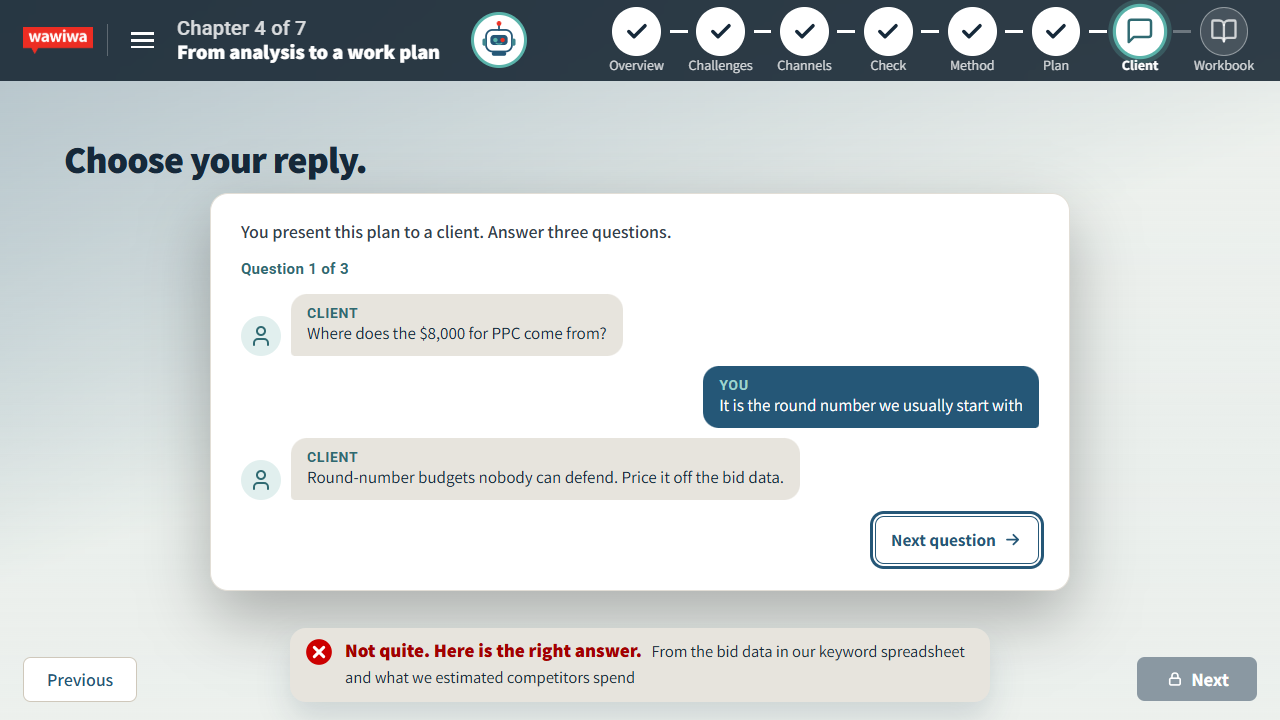 wawiwa
Chapter 4 of 7
From analysis to a work plan
Overview
Challenges
Channels
Check
Method
Plan
Client
Workbook
Choose your reply.
You present this plan to a client. Answer three questions.
Question 1 of 3
CLIENT
Where does the $8,000 for PPC come from?
YOU
It is the round number we usually start with
CLIENT
Round-number budgets nobody can defend. Price it off the bid data.
Next question
Not quite. Here is the right answer. From the bid data in our keyword spreadsheet
and what we estimated competitors spend
Previous
Next